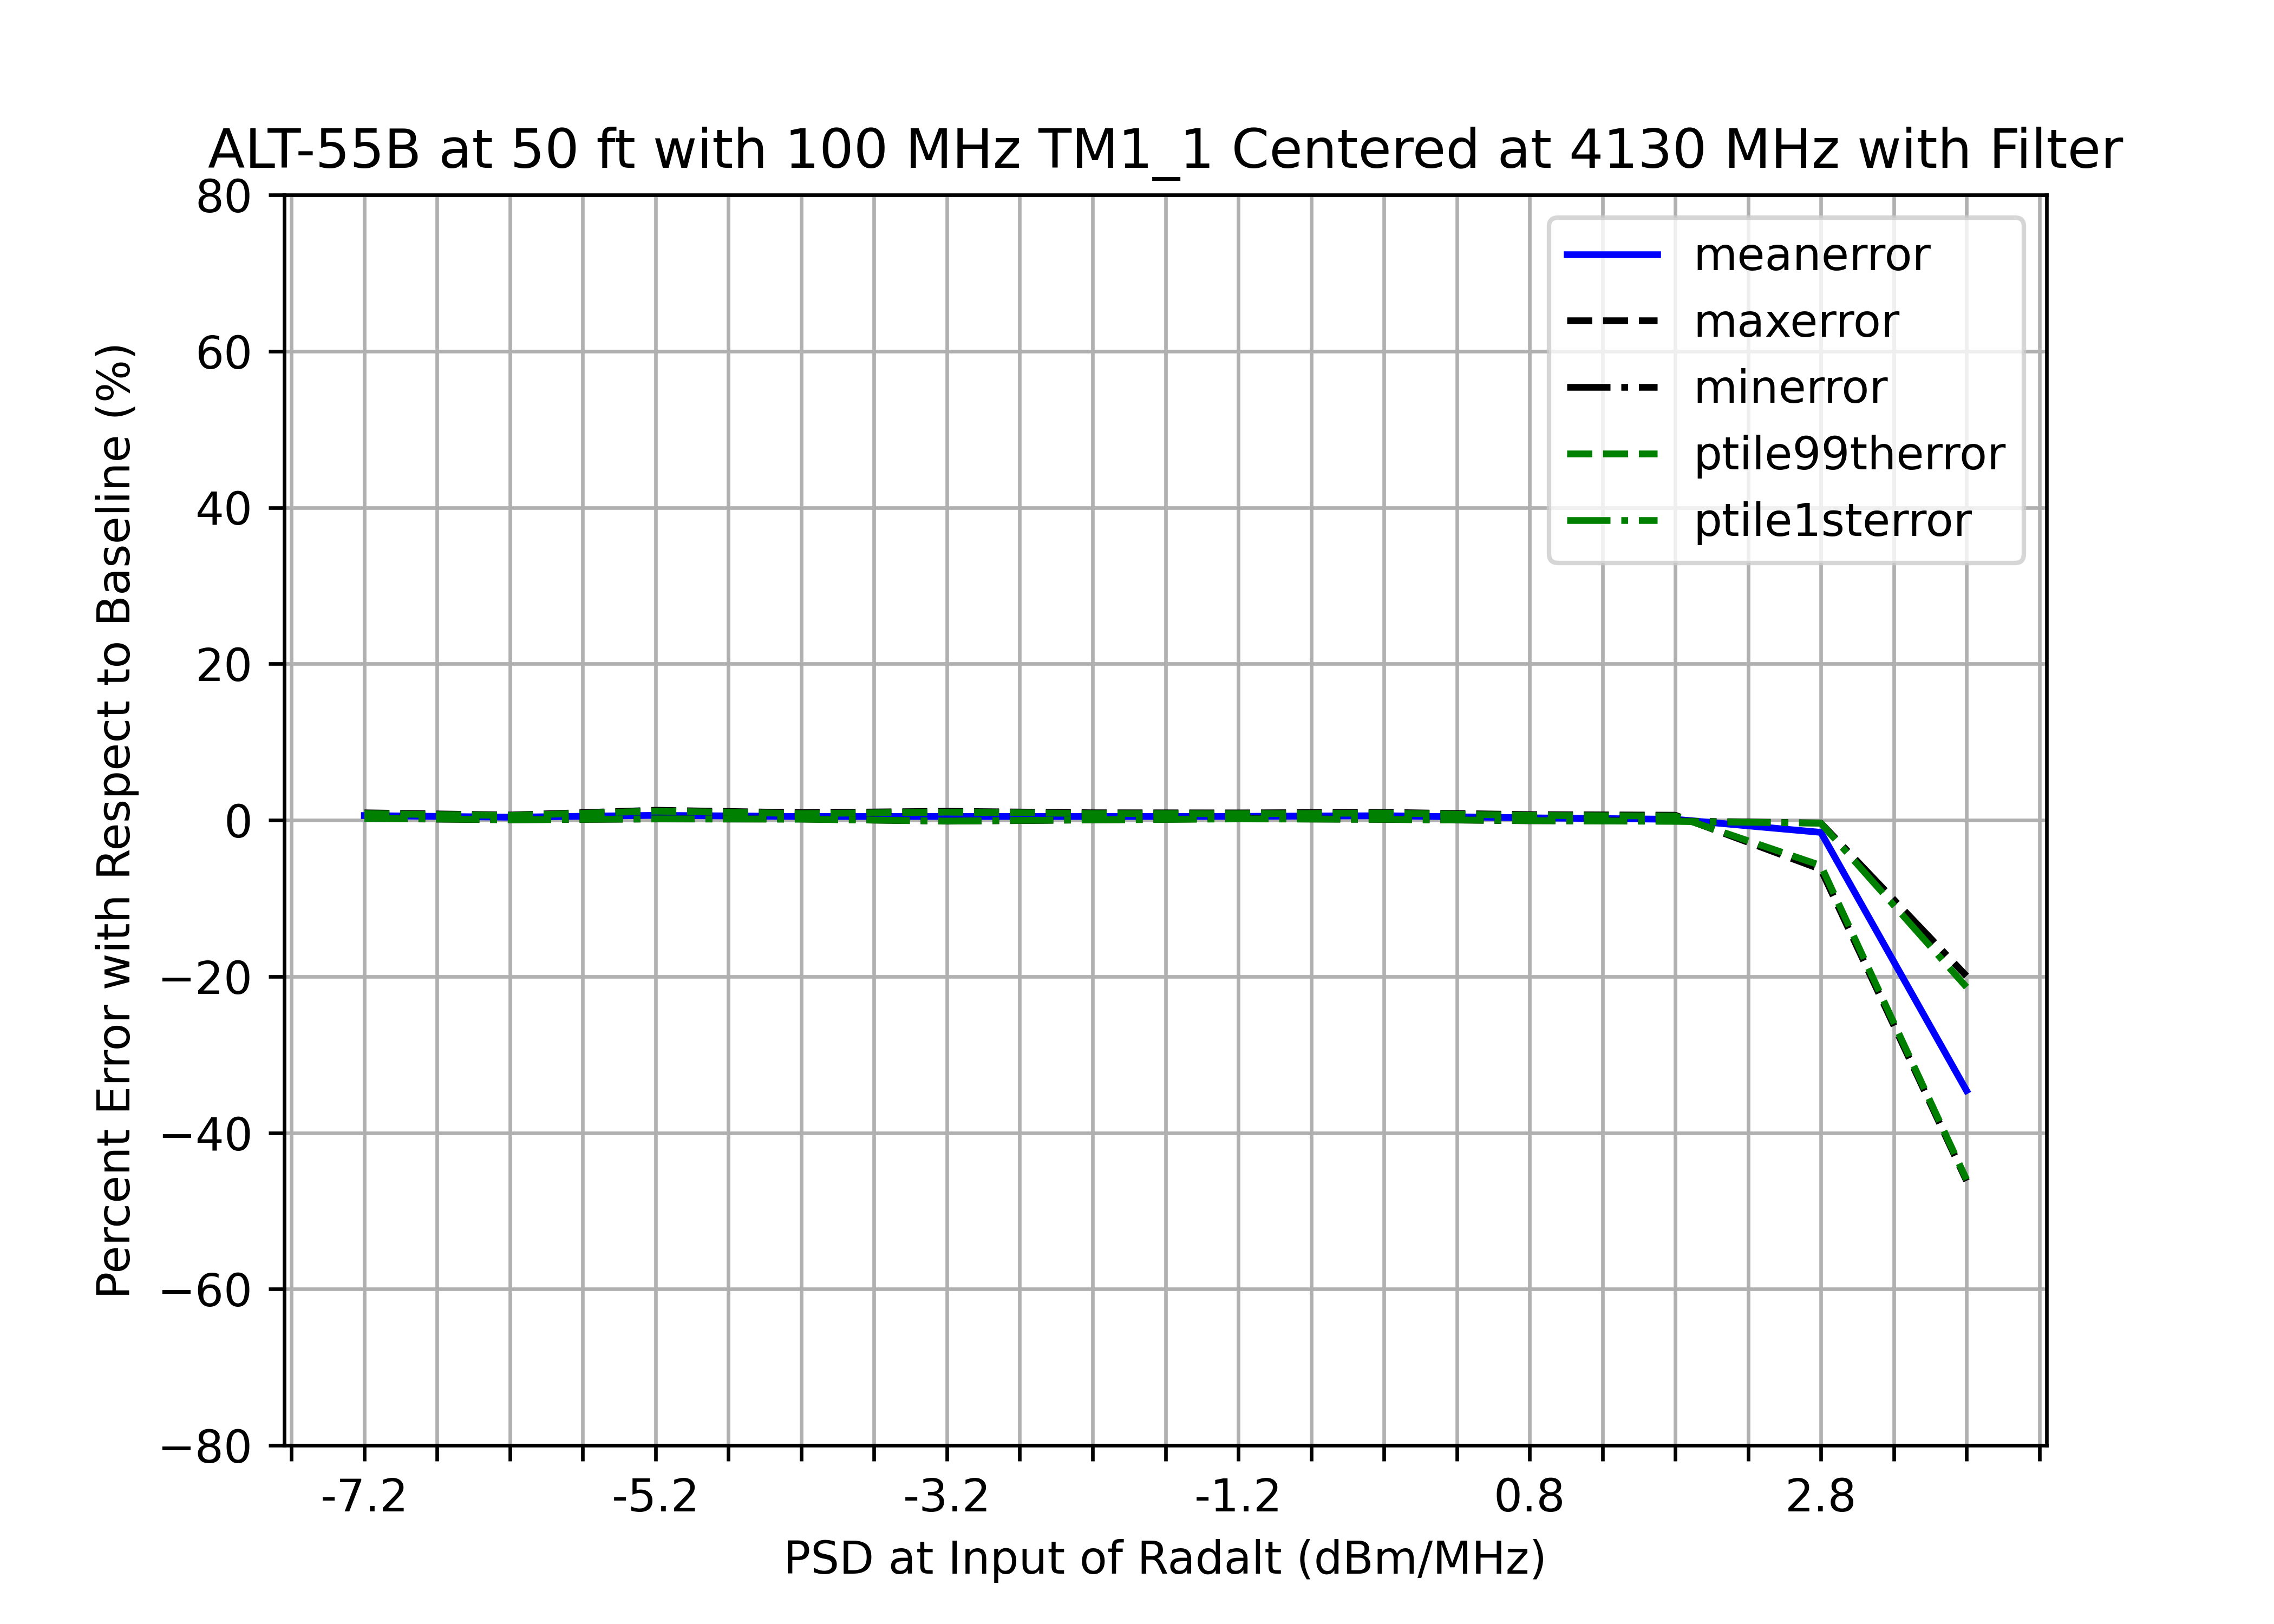 ALT-55B at 50 ft with 100 MHz TM1_1 Centered at 4130 MHz with Filter
80
60
40
20
0
−20
−40
−60
−80
Percent Error with Respect to Baseline (%)
meanerror
maxerror
minerror
ptile99therror
ptile1sterror
-7.2 -5.2 -3.2 -1.2 0.8 2.8
PSD at Input of Radalt (dBm/MHz)